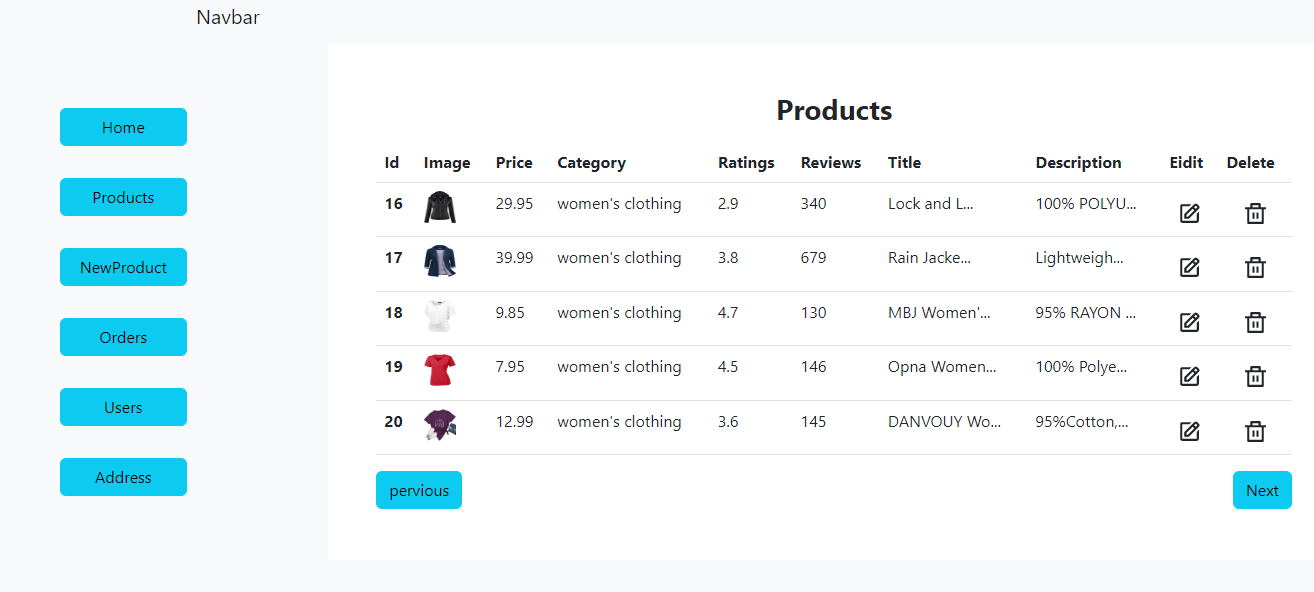 Navbar
Home
Products
NewProduct
Orders
Users
Address
Products
Id Image Price Category Ratings Reviews Title Description Eidit Delete
16 29.95 women's clothing 2.9 340 Lock and L... 100% POLYU...
17 39.99 women's clothing 3.8 679 Rain Jacke... Lightweigh...
18 9.85 women's clothing 4.7 130 MBJ Women'... 95% RAYON ...
19 7.95 women's clothing 4.5 146 Opna Women... 100% Polye...
20 12.99 women's clothing 3.6 145 DANVOUY Wo... 95%Cotton,...
pervious Next